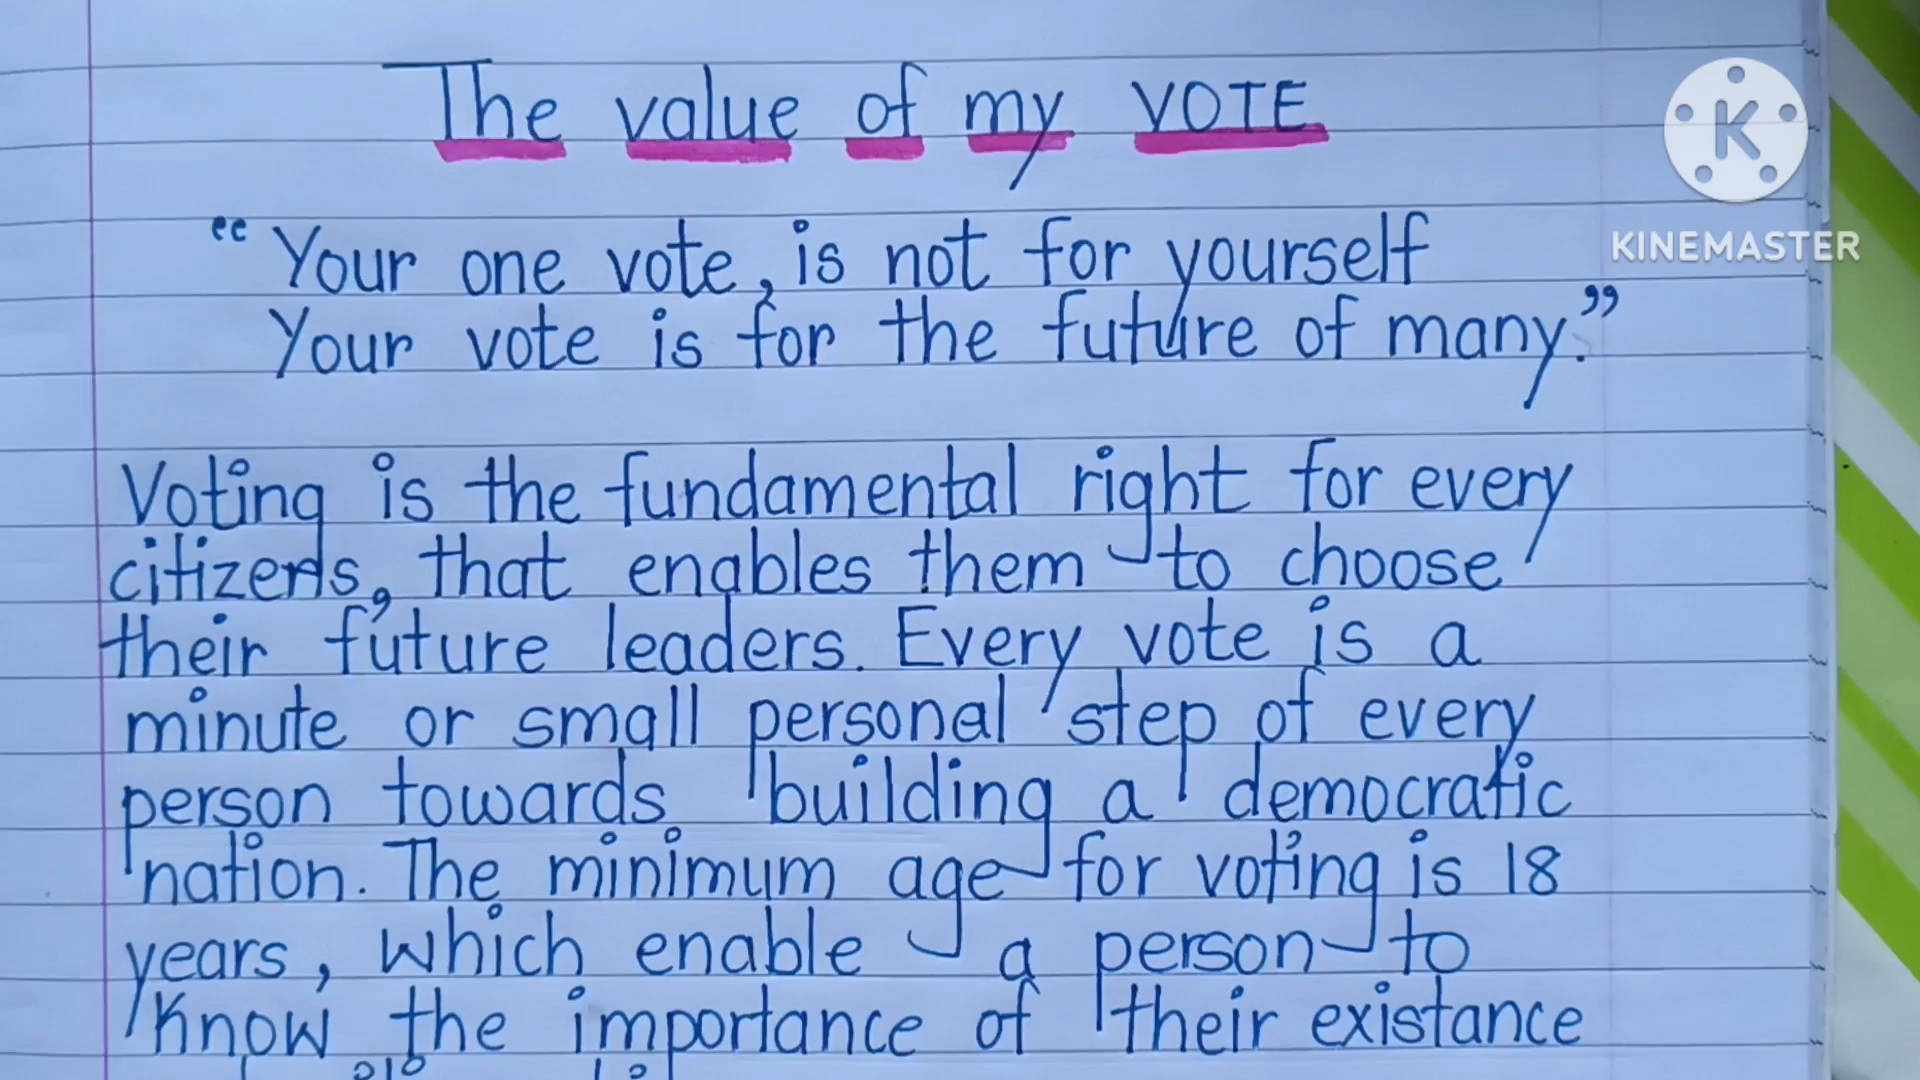 The value of my VOTE
K
KINEMASTER
“Your one vote, is not for yourself
Your vote is for the future of many.”
Voting is the fundamental right for every
citizens, that enables them to choose
their future leaders. Every vote is a
minute or small personal step of every
person towards building a democratic
nation. The minimum age for voting is 18
years, which enable a person to
know the importance of their existance